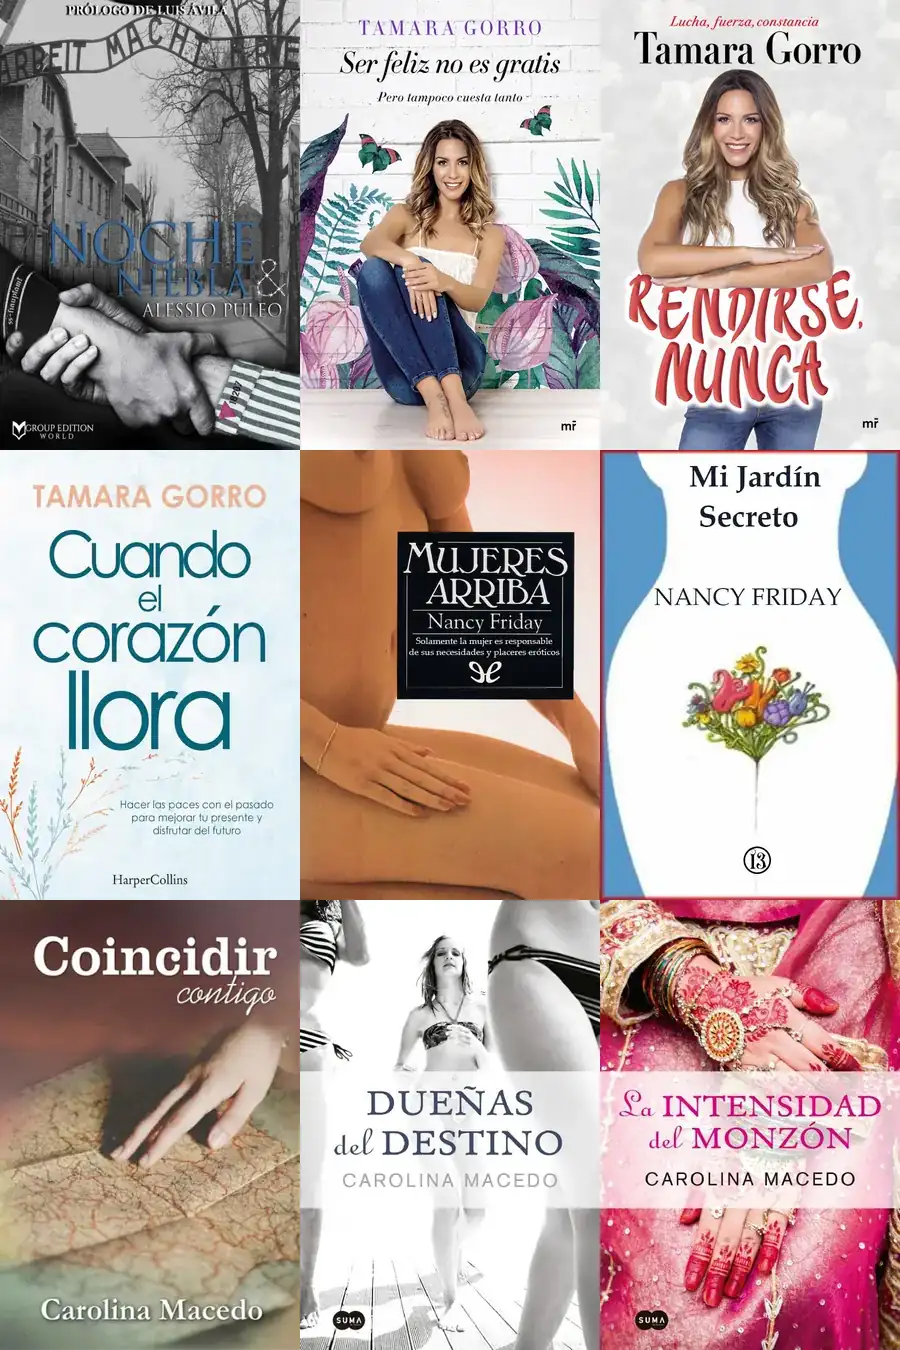 PRÓLOGO DE LUIS ÁVILA
ARBEIT MACHT FREI
NOCHE
NIEBLA &
ALESSIO PULEO
18207
GROUP EDITION
WORLD
TAMARA GORRO
Ser feliz no es gratis
Pero tampoco cuesta tanto
mr
Lucha, fuerza, constancia
Tamara Gorro
RENDIRSE,
NUNCA
mr
TAMARA GORRO
Cuando
el
corazón
llora
Hacer las paces con el pasado
para mejorar tu presente y
disfrutar del futuro
HarperCollins
MUJERES
ARRIBA
Nancy Friday
Solamente la mujer es responsable
de sus necesidades y placeres eróticos
Mi Jardín
Secreto
NANCY FRIDAY
13
Coincidir
contigo
Carolina Macedo
DUEÑAS
del DESTINO
CAROLINA MACEDO
SUMA
La INTENSIDAD
del MONZÓN
CAROLINA MACEDO
SUMA